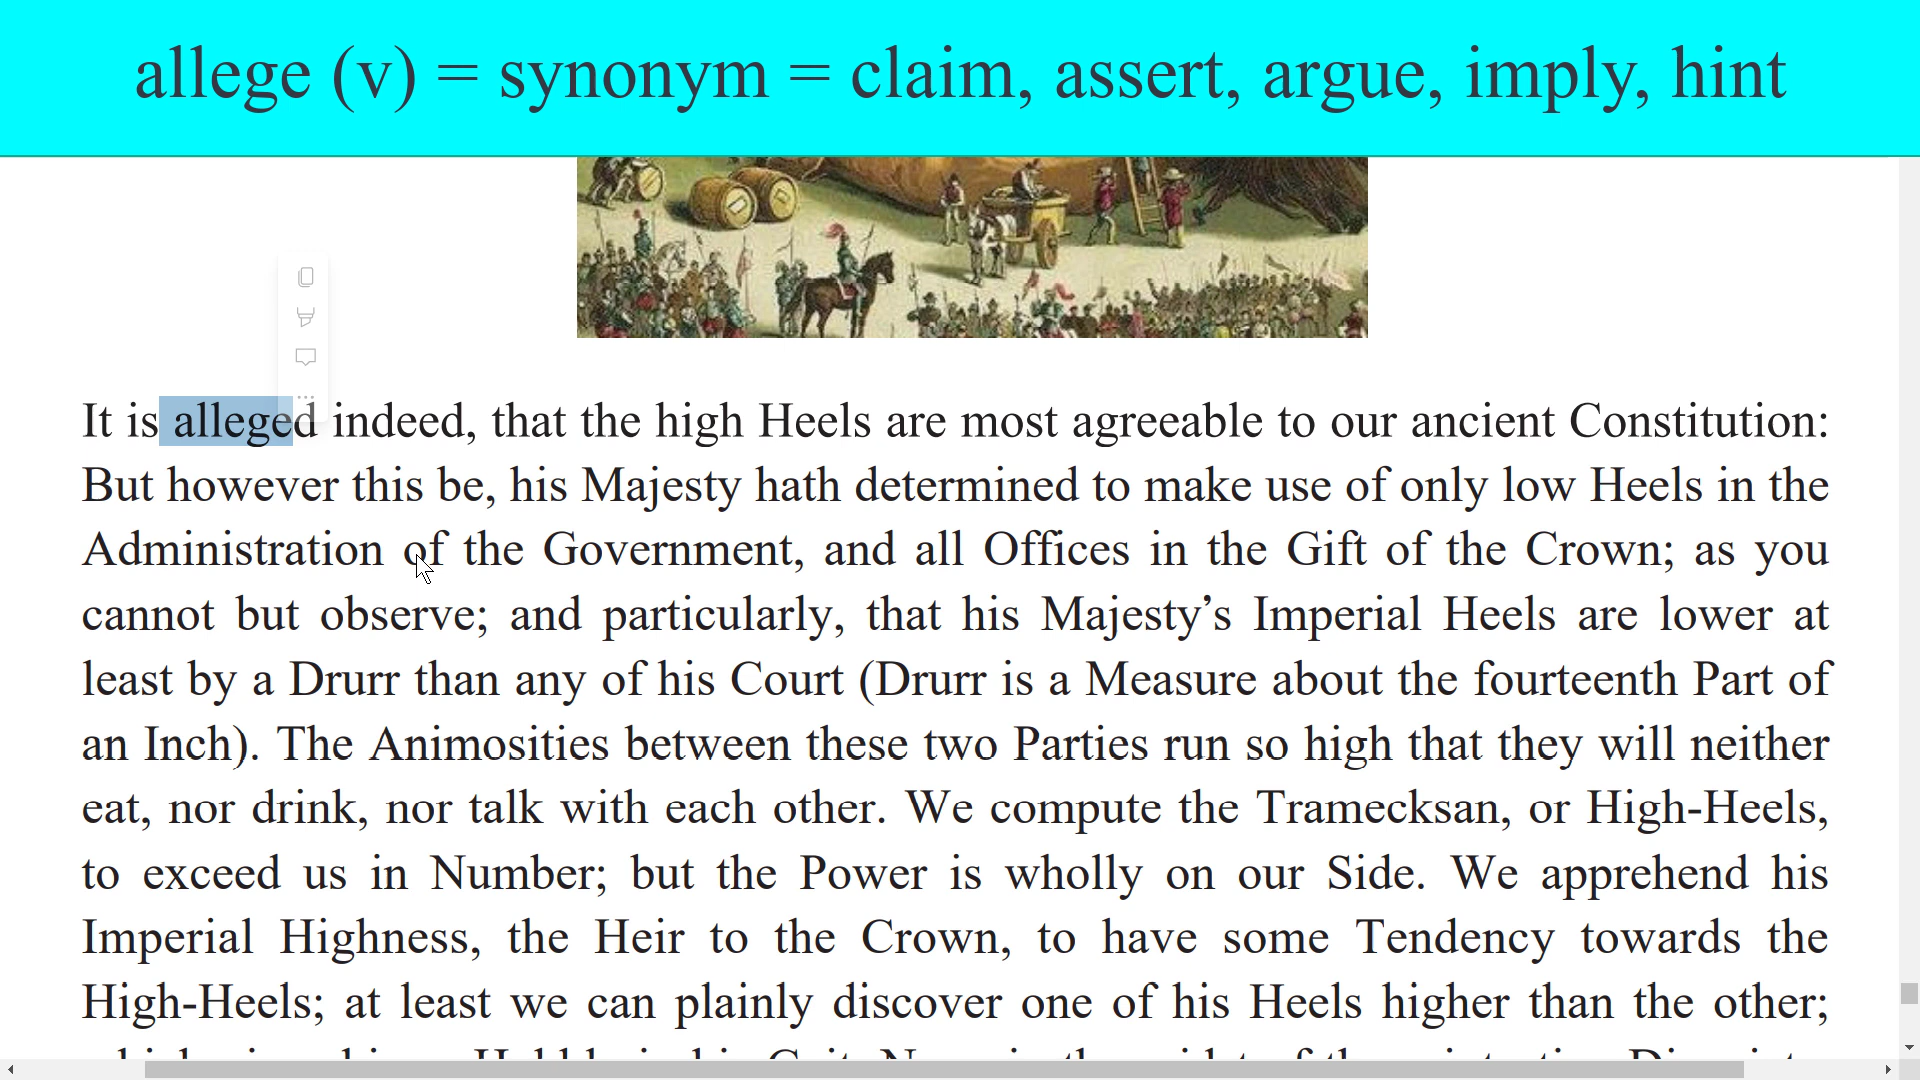 allege (v) = synonym = claim, assert, argue, imply, hint
It is alleged indeed, that the high Heels are most agreeable to our ancient Constitution:
But however this be, his Majesty hath determined to make use of only low Heels in the
Administration of the Government, and all Offices in the Gift of the Crown; as you
cannot but observe; and particularly, that his Majesty’s Imperial Heels are lower at
least by a Drurr than any of his Court (Drurr is a Measure about the fourteenth Part of
an Inch). The Animosities between these two Parties run so high that they will neither
eat, nor drink, nor talk with each other. We compute the Tramecksan, or High-Heels,
to exceed us in Number; but the Power is wholly on our Side. We apprehend his
Imperial Highness, the Heir to the Crown, to have some Tendency towards the
High-Heels; at least we can plainly discover one of his Heels higher than the other;